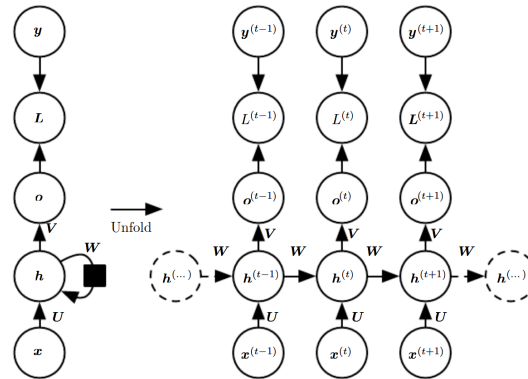 y y^(t−1) y^(t) y^(t+1)
L L^(t−1) L^(t) L^(t+1)
o o^(t−1) o^(t) o^(t+1)
Unfold
V V V V
W W W W W
h h^(...) h^(t−1) h^(t) h^(t+1) h^(...)
U U U U
x x^(t−1) x^(t) x^(t+1)